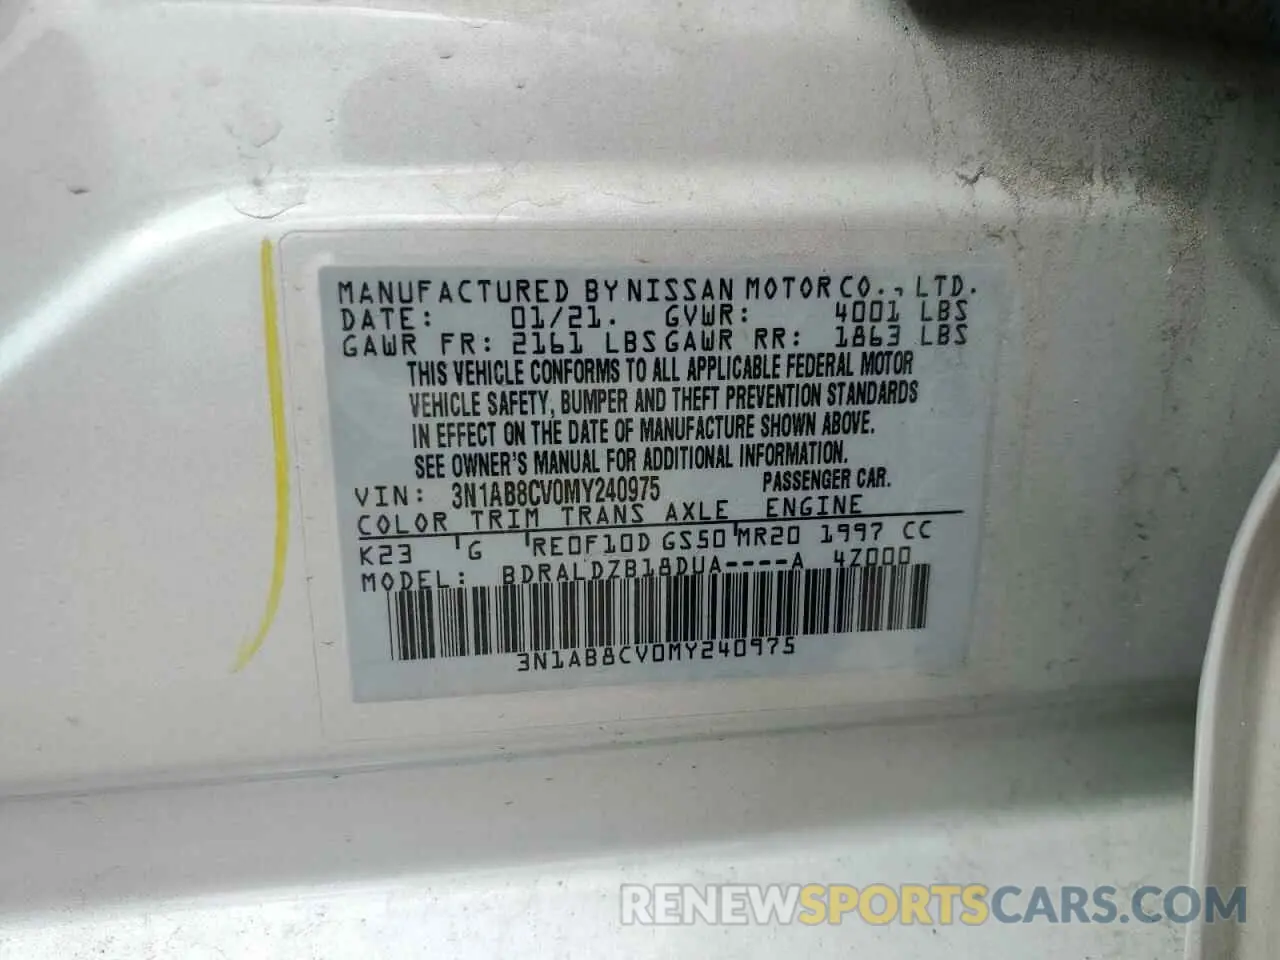 MANUFACTURED BY NISSAN MOTOR CO., LTD.
DATE: 01/21. GVWR: 4001 LBS
GAWR FR: 2161 LBS GAWR RR: 1863 LBS
THIS VEHICLE CONFORMS TO ALL APPLICABLE FEDERAL MOTOR
VEHICLE SAFETY, BUMPER AND THEFT PREVENTION STANDARDS
IN EFFECT ON THE DATE OF MANUFACTURE SHOWN ABOVE.
SEE OWNER'S MANUAL FOR ADDITIONAL INFORMATION.
VIN: 3N1AB8CV0MY240975 PASSENGER CAR.
COLOR TRIM TRANS AXLE ENGINE
K23 G RE0F10D GS50 MR20 1997 CC
MODEL: BDRALDZB18DUA----A 4Z000
3N1AB8CV0MY240975
RENEWSPORTSCARS.COM